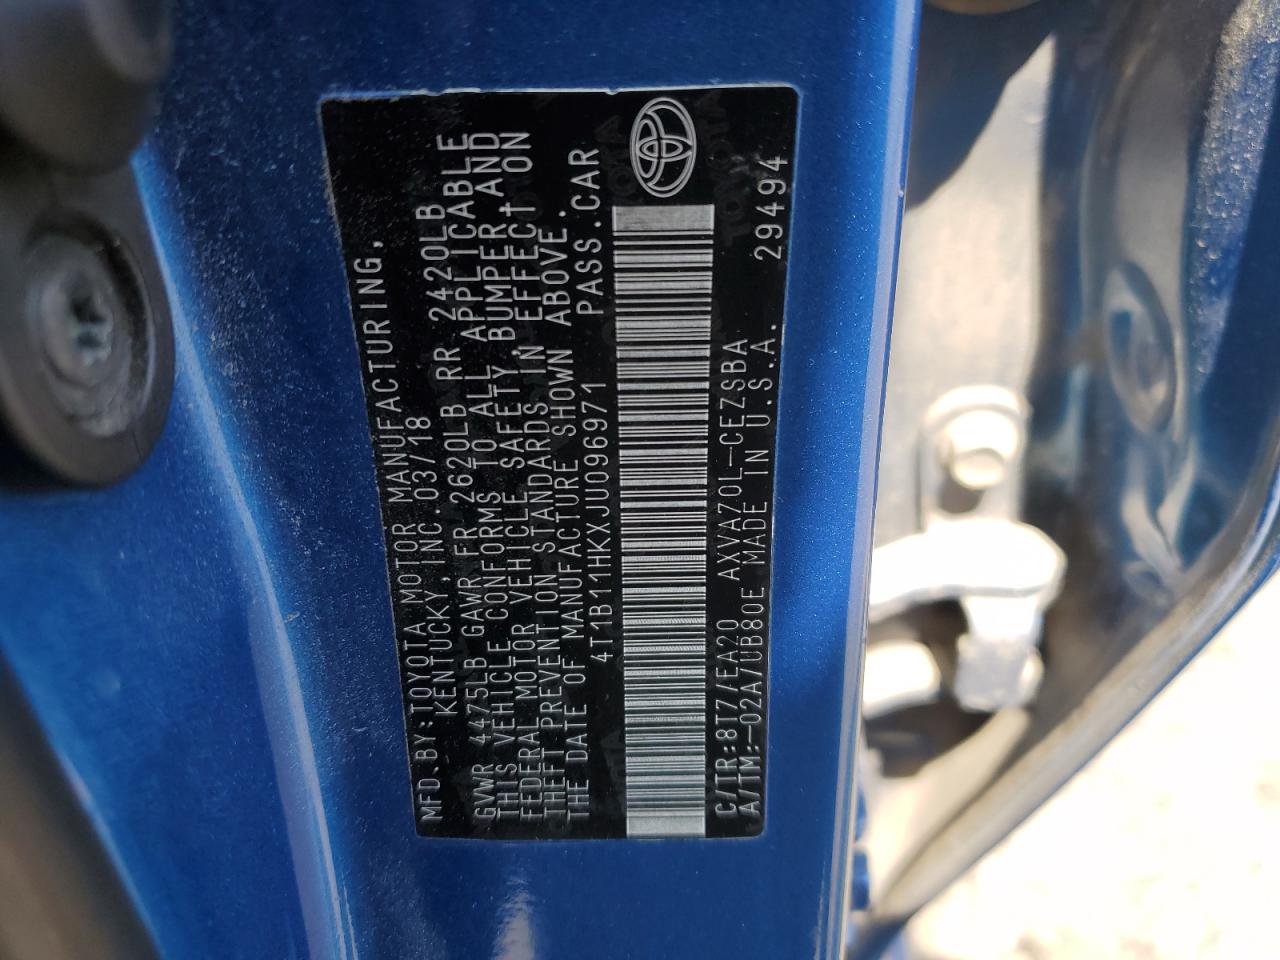 MFD.BY:TOYOTA MOTOR MANUFACTURING,
KENTUCKY, INC. 03/18
GVWR 4475LB GAWR FR 2620LB RR 2420LB
THIS VEHICLE CONFORMS TO ALL APPLICABLE
FEDERAL MOTOR VEHICLE SAFETY, BUMPER AND
THEFT PREVENTION STANDARDS IN EFFECT ON
THE DATE OF MANUFACTURE SHOWN ABOVE.
4T1B11HKXJU096971 PASS.CAR
C/TR:8T7/EA20 AXVA70L-CEZSBA
A/TM:-02A/UB80E MADE IN U.S.A. 29494